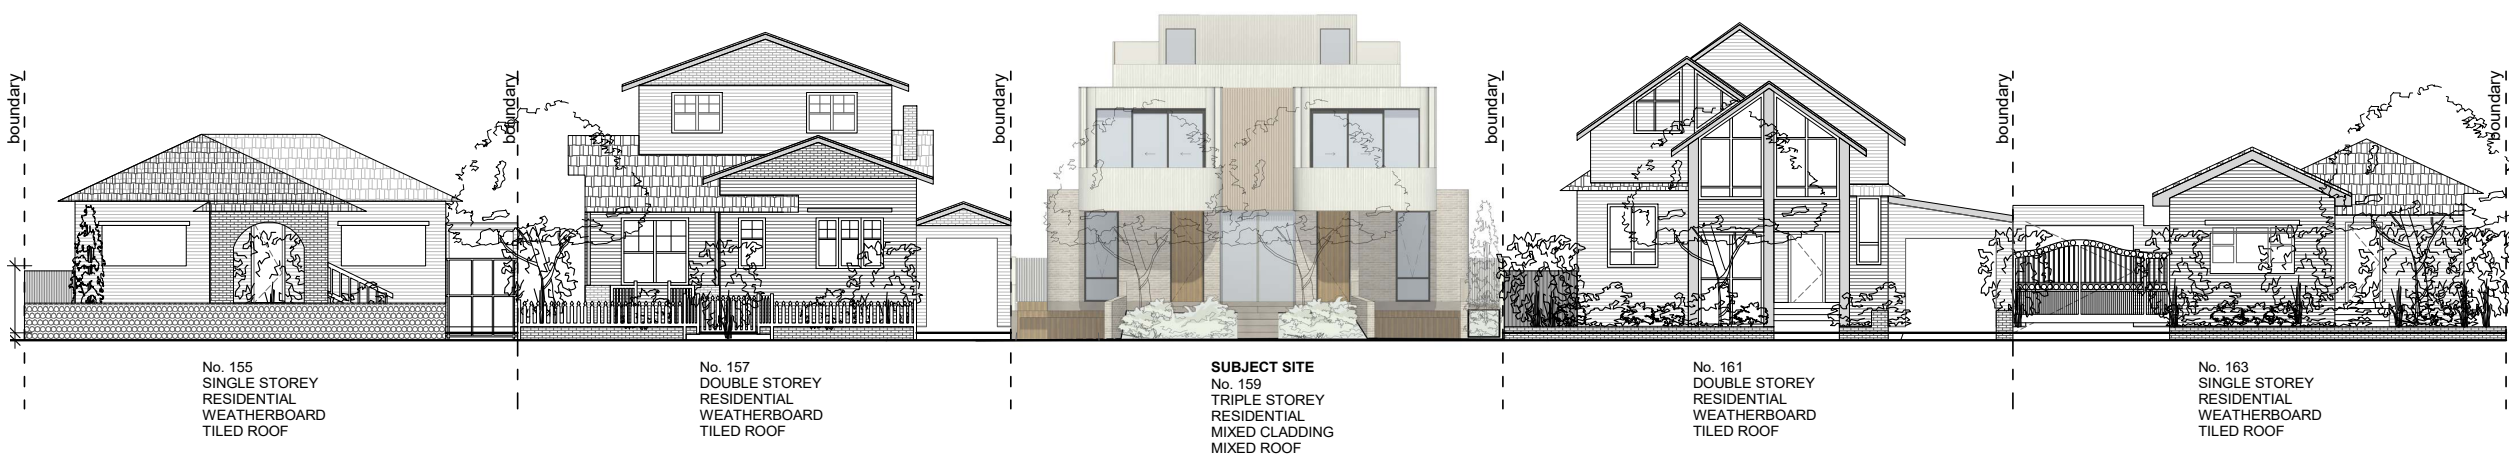 boundary
boundary
boundary
boundary
boundary
boundary
No. 155
SINGLE STOREY
RESIDENTIAL
WEATHERBOARD
TILED ROOF
No. 157
DOUBLE STOREY
RESIDENTIAL
WEATHERBOARD
TILED ROOF
SUBJECT SITE
No. 159
TRIPLE STOREY
RESIDENTIAL
MIXED CLADDING
MIXED ROOF
No. 161
DOUBLE STOREY
RESIDENTIAL
WEATHERBOARD
TILED ROOF
No. 163
SINGLE STOREY
RESIDENTIAL
WEATHERBOARD
TILED ROOF